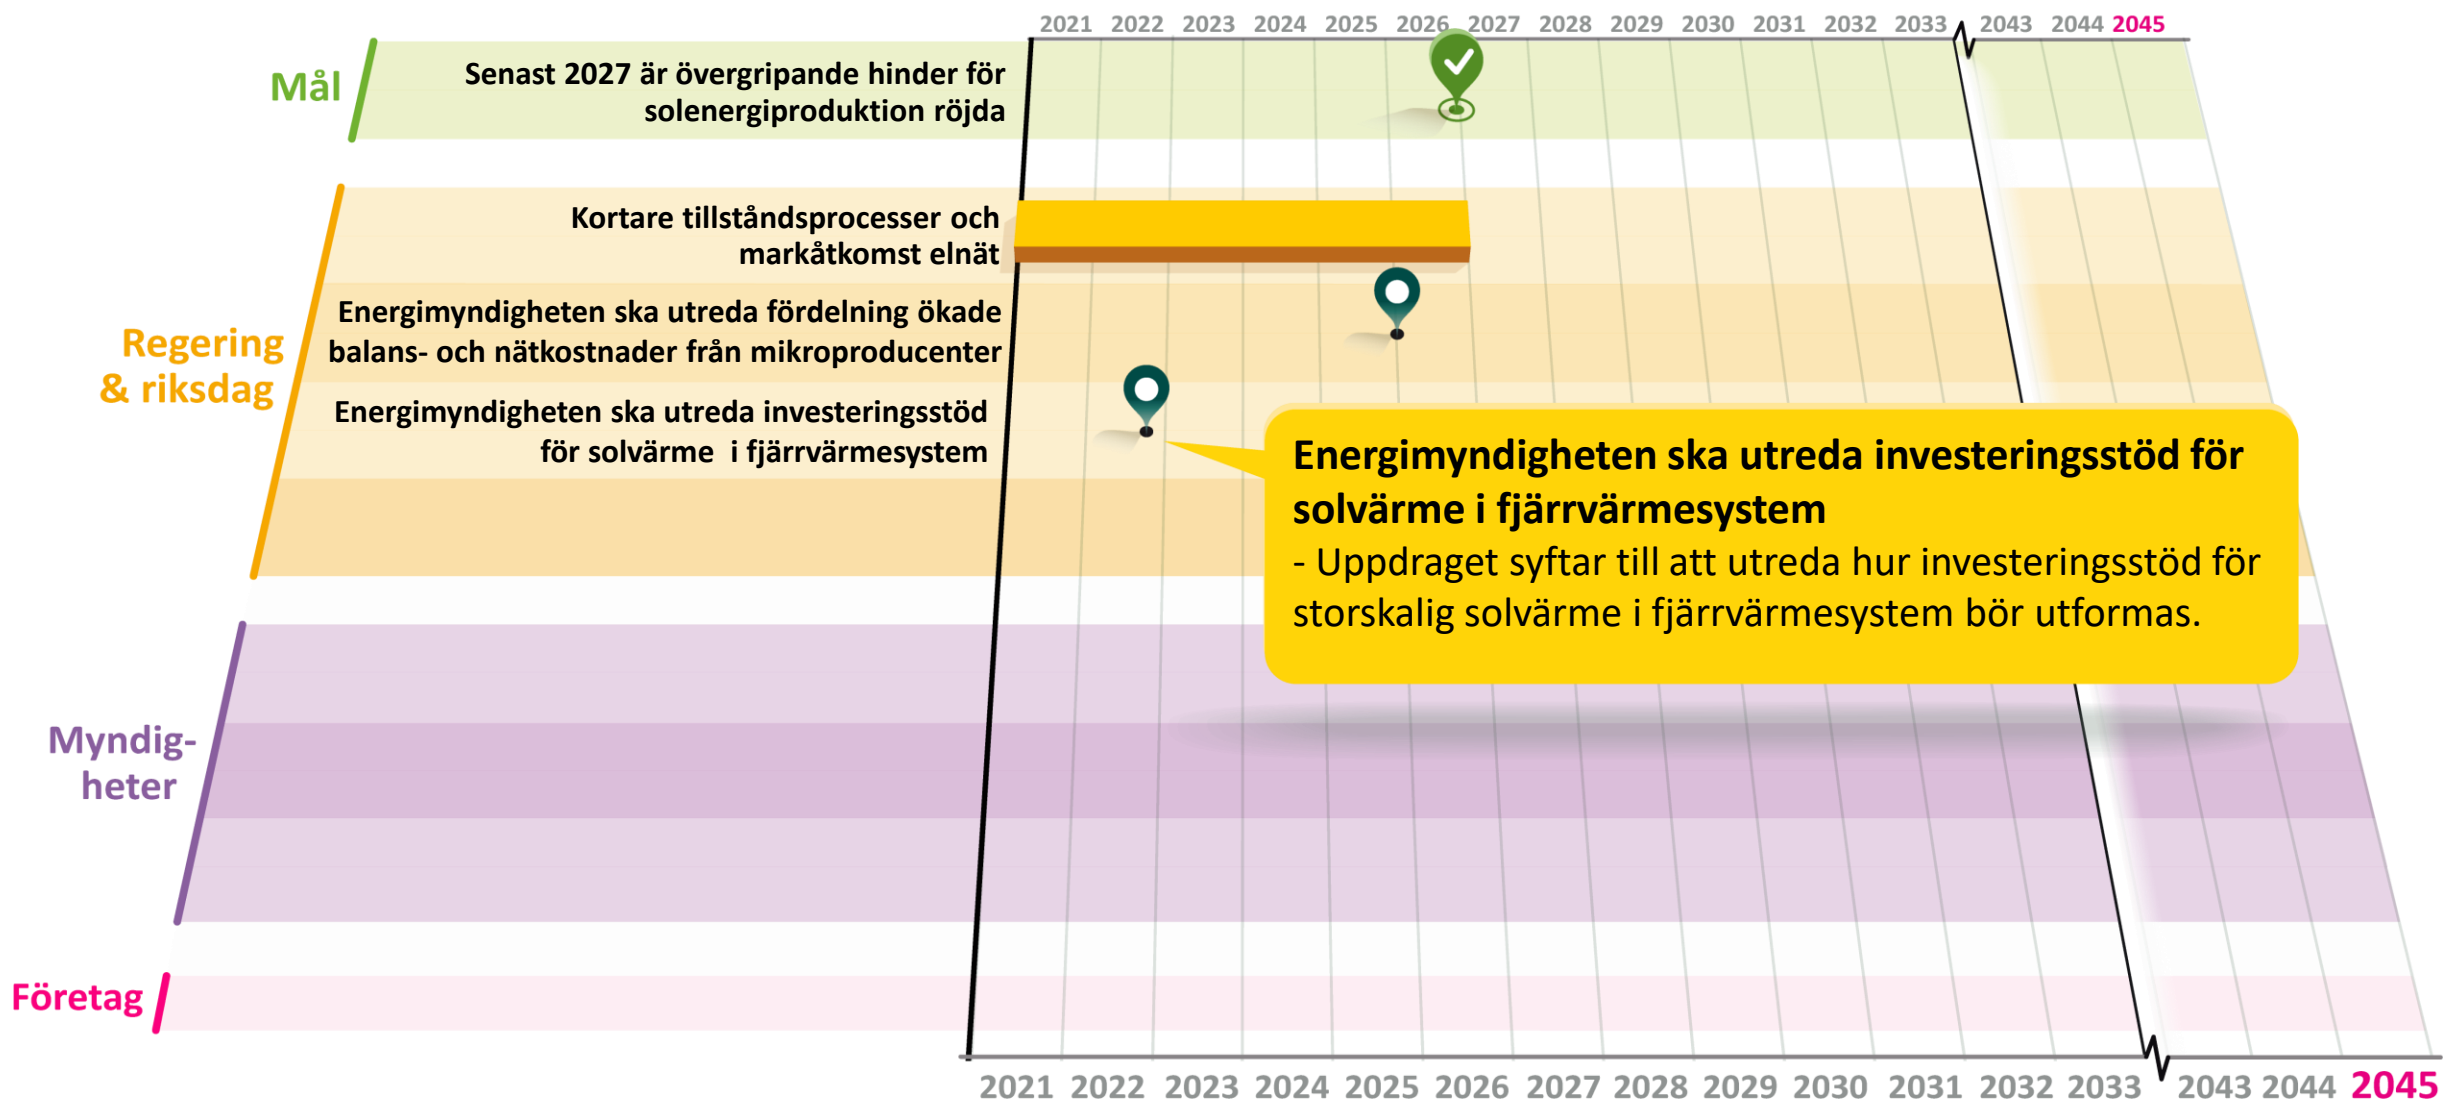 2021 2022 2023 2024 2025 2026 2027 2028 2029 2030 2031 2032 2033 2043 2044 2045
Mål
Senast 2027 är övergripande hinder för
solenergiproduktion röjda
Regering
& riksdag
Kortare tillståndsprocesser och
markåtkomst elnät
Energimyndigheten ska utreda fördelning ökade
balans- och nätkostnader från mikroproducenter
Energimyndigheten ska utreda investeringsstöd
för solvärme i fjärrvärmesystem
Energimyndigheten ska utreda investeringsstöd för
solvärme i fjärrvärmesystem
- Uppdraget syftar till att utreda hur investeringsstöd för
storskalig solvärme i fjärrvärmesystem bör utformas.
Myndig-
heter
Företag
2021 2022 2023 2024 2025 2026 2027 2028 2029 2030 2031 2032 2033 2043 2044 2045